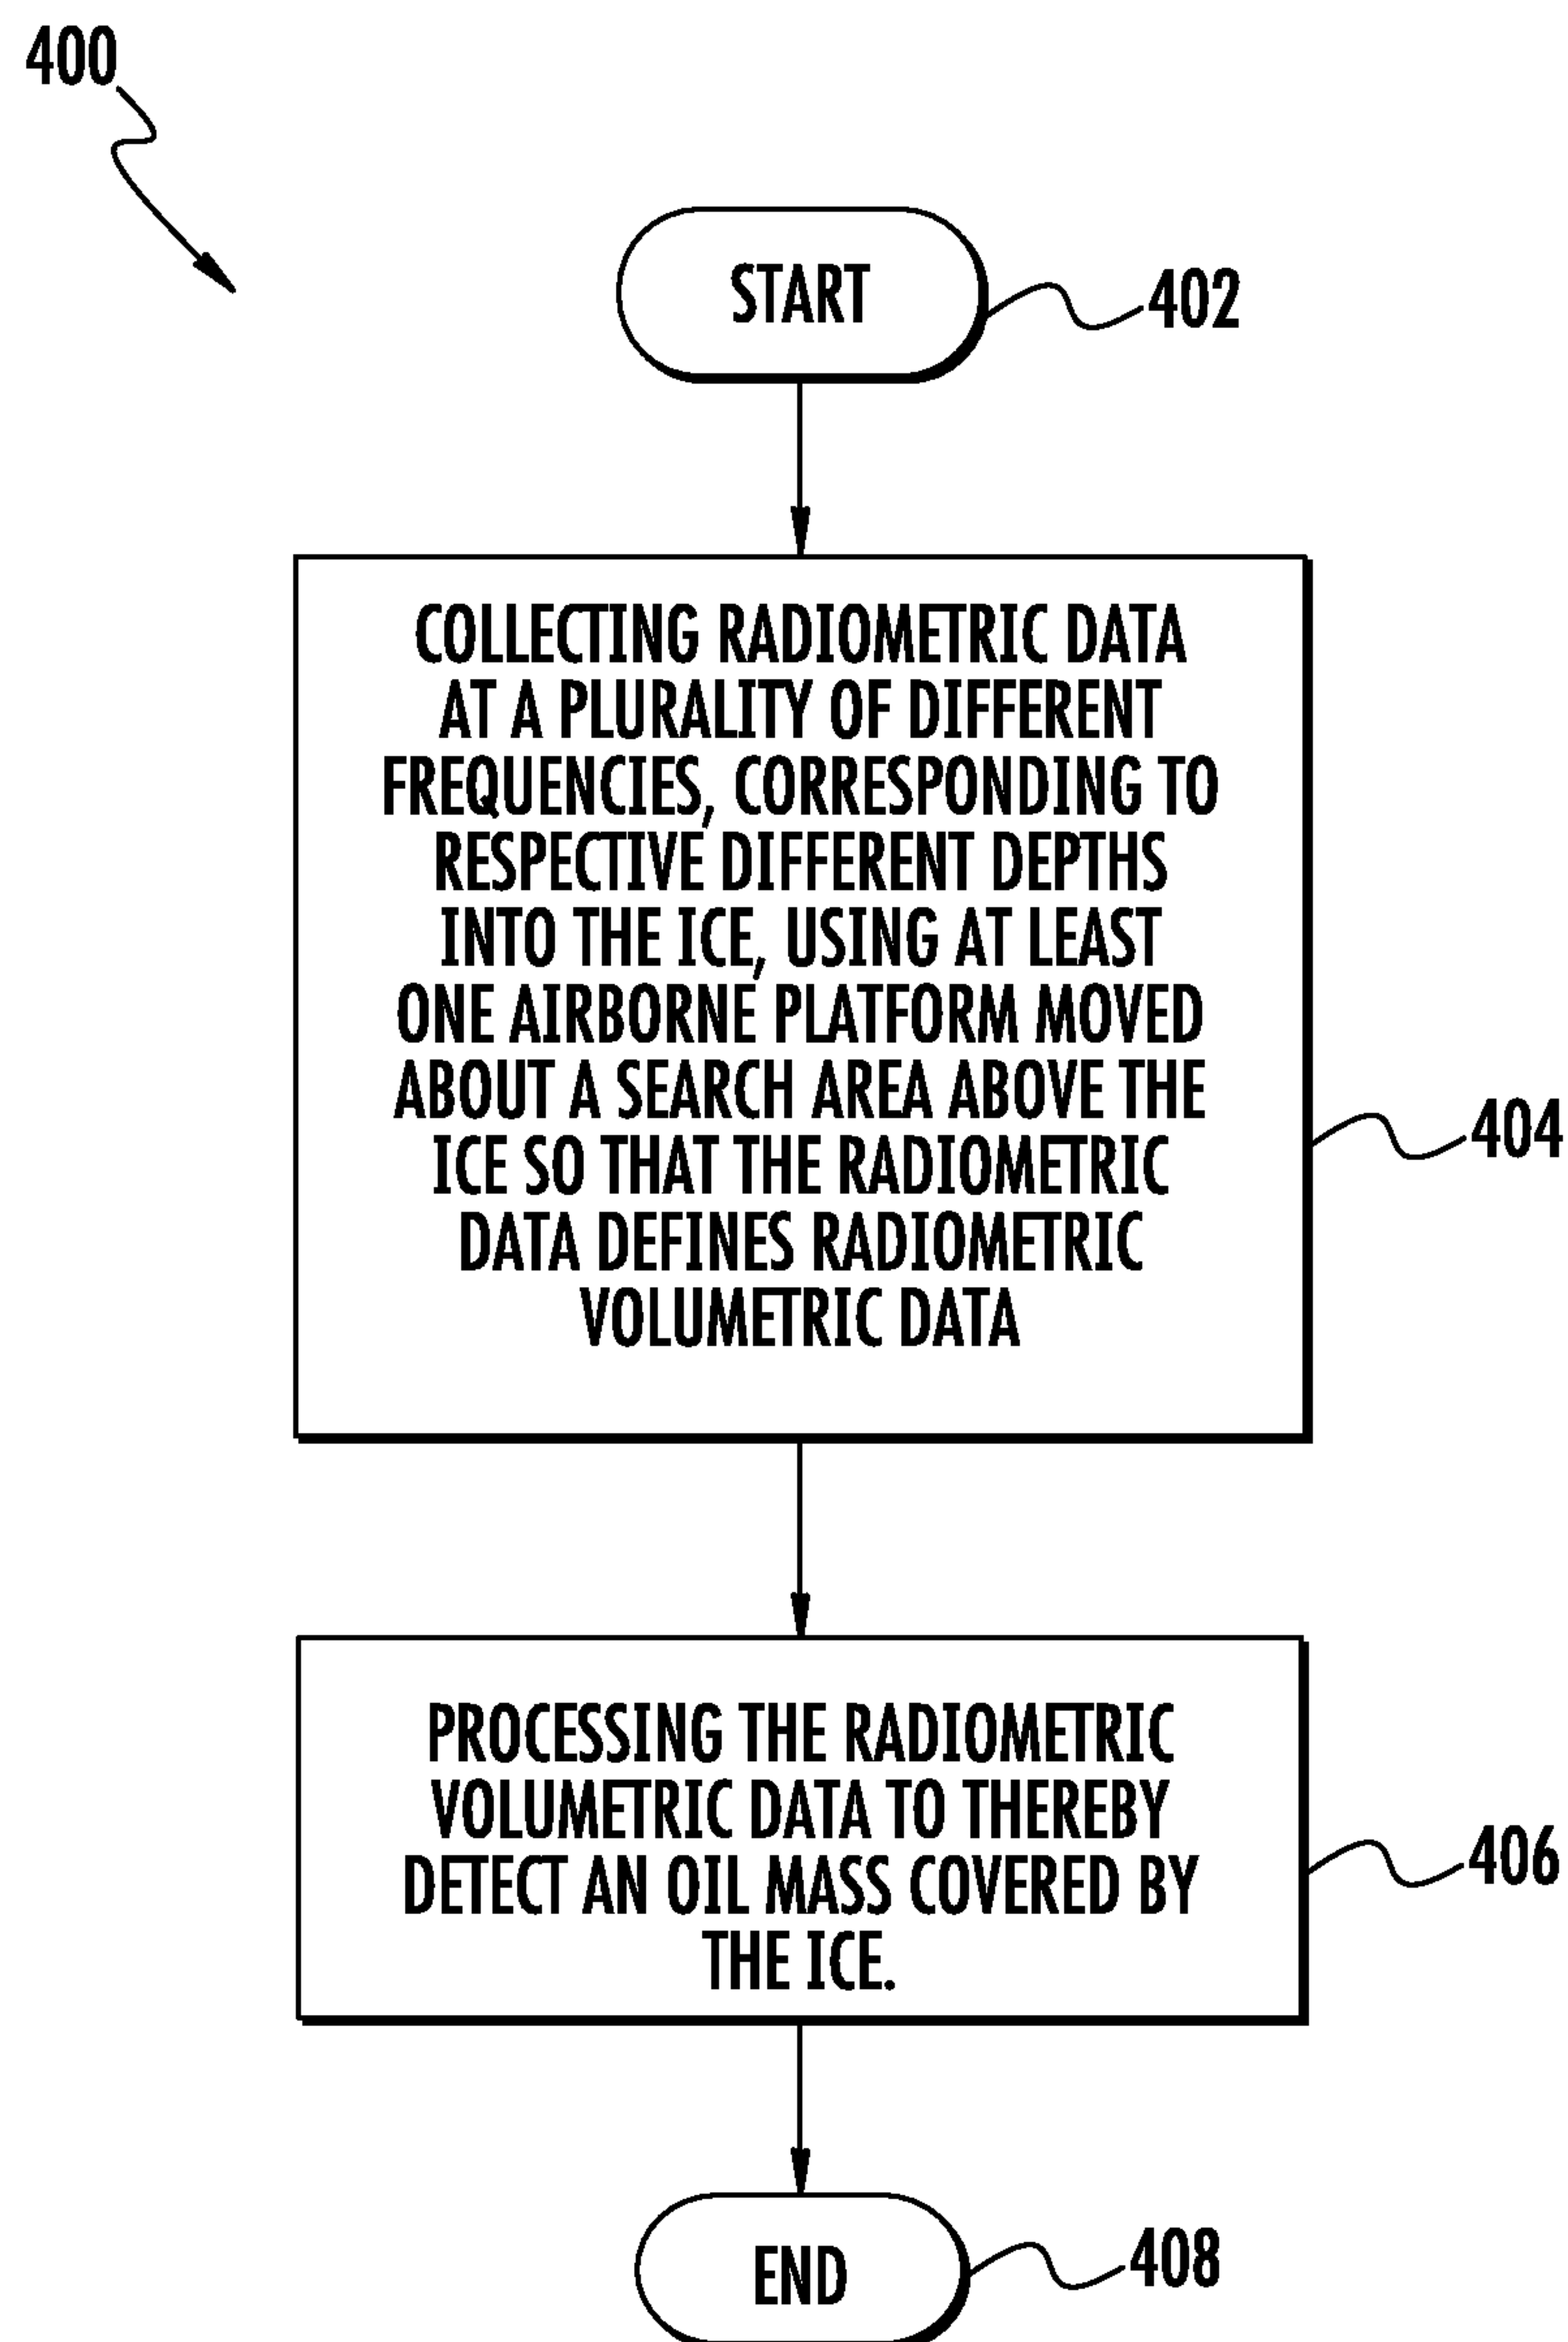 400
START
402
COLLECTING RADIOMETRIC DATA
AT A PLURALITY OF DIFFERENT
FREQUENCIES, CORRESPONDING TO
RESPECTIVE DIFFERENT DEPTHS
INTO THE ICE, USING AT LEAST
ONE AIRBORNE PLATFORM MOVED
ABOUT A SEARCH AREA ABOVE THE
ICE SO THAT THE RADIOMETRIC
DATA DEFINES RADIOMETRIC
VOLUMETRIC DATA
404
PROCESSING THE RADIOMETRIC
VOLUMETRIC DATA TO THEREBY
DETECT AN OIL MASS COVERED BY
THE ICE.
406
END
408